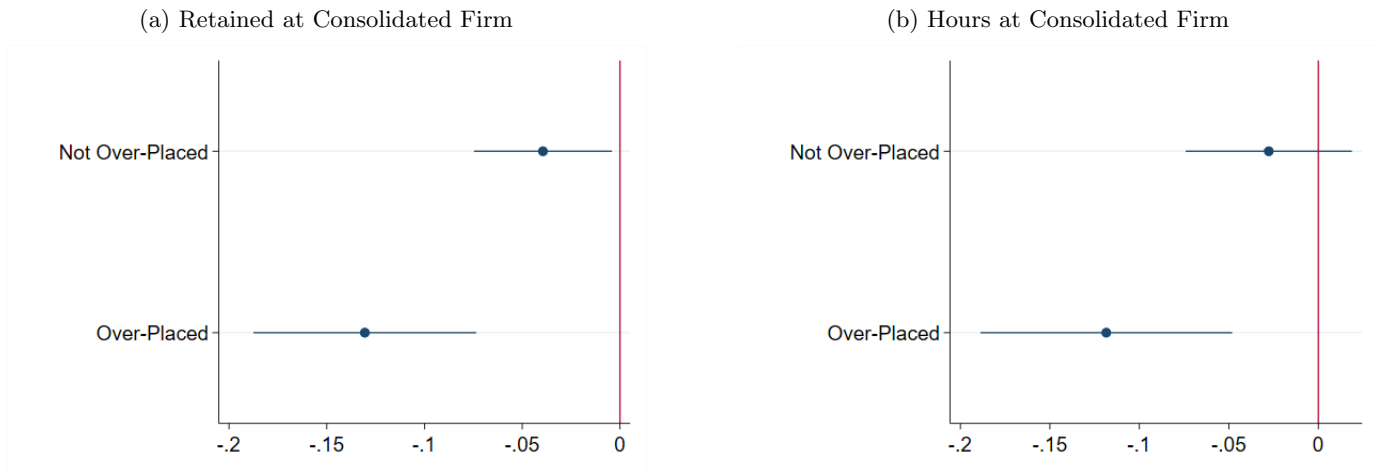 (a) Retained at Consolidated Firm
Not Over-Placed
Over-Placed
-.2 -.15 -.1 -.05 0
(b) Hours at Consolidated Firm
Not Over-Placed
Over-Placed
-.2 -.15 -.1 -.05 0